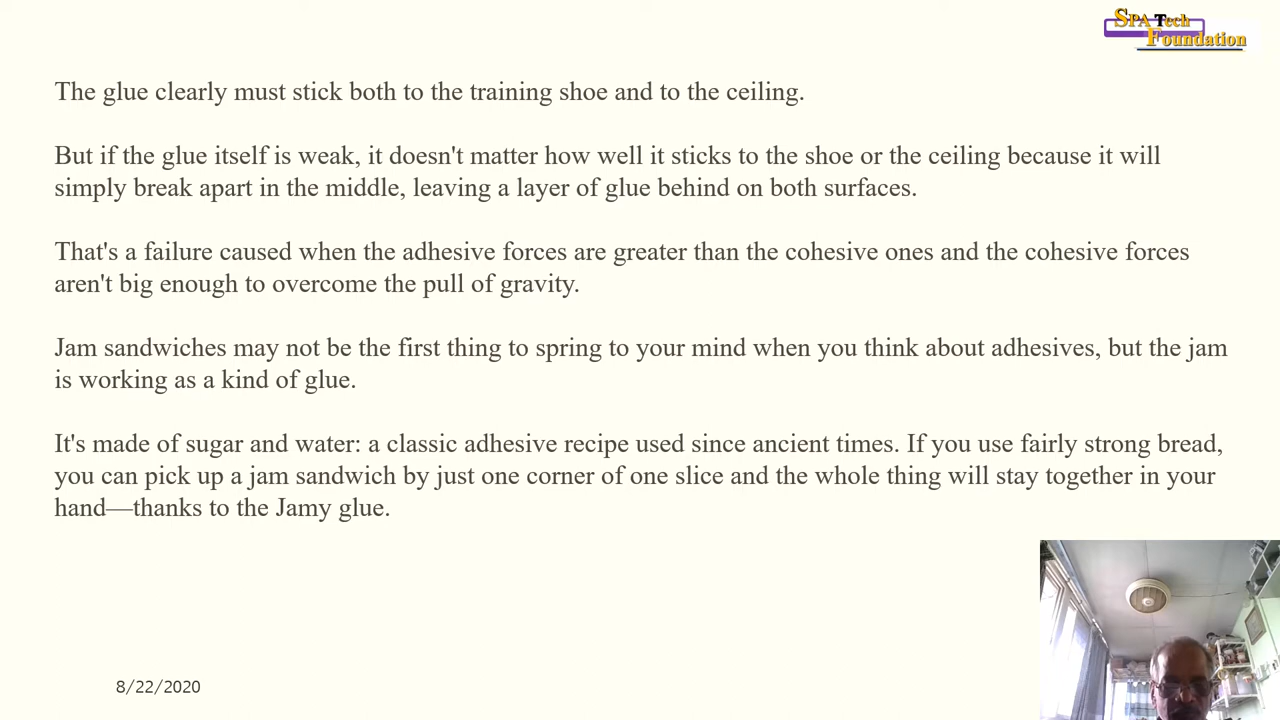 SPA Tech
Foundation
The glue clearly must stick both to the training shoe and to the ceiling.
But if the glue itself is weak, it doesn't matter how well it sticks to the shoe or the ceiling because it will
simply break apart in the middle, leaving a layer of glue behind on both surfaces.
That's a failure caused when the adhesive forces are greater than the cohesive ones and the cohesive forces
aren't big enough to overcome the pull of gravity.
Jam sandwiches may not be the first thing to spring to your mind when you think about adhesives, but the jam
is working as a kind of glue.
It's made of sugar and water: a classic adhesive recipe used since ancient times. If you use fairly strong bread,
you can pick up a jam sandwich by just one corner of one slice and the whole thing will stay together in your
hand—thanks to the Jamy glue.
8/22/2020